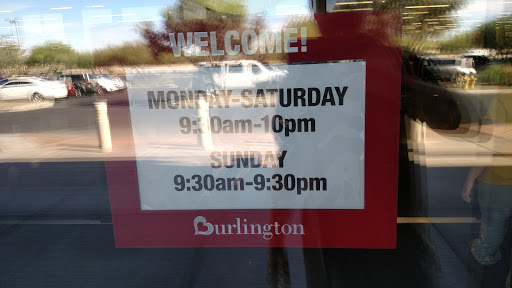 WELCOME!
MONDAY-SATURDAY
9:30am-10pm
SUNDAY
9:30am-9:30pm
Burlington